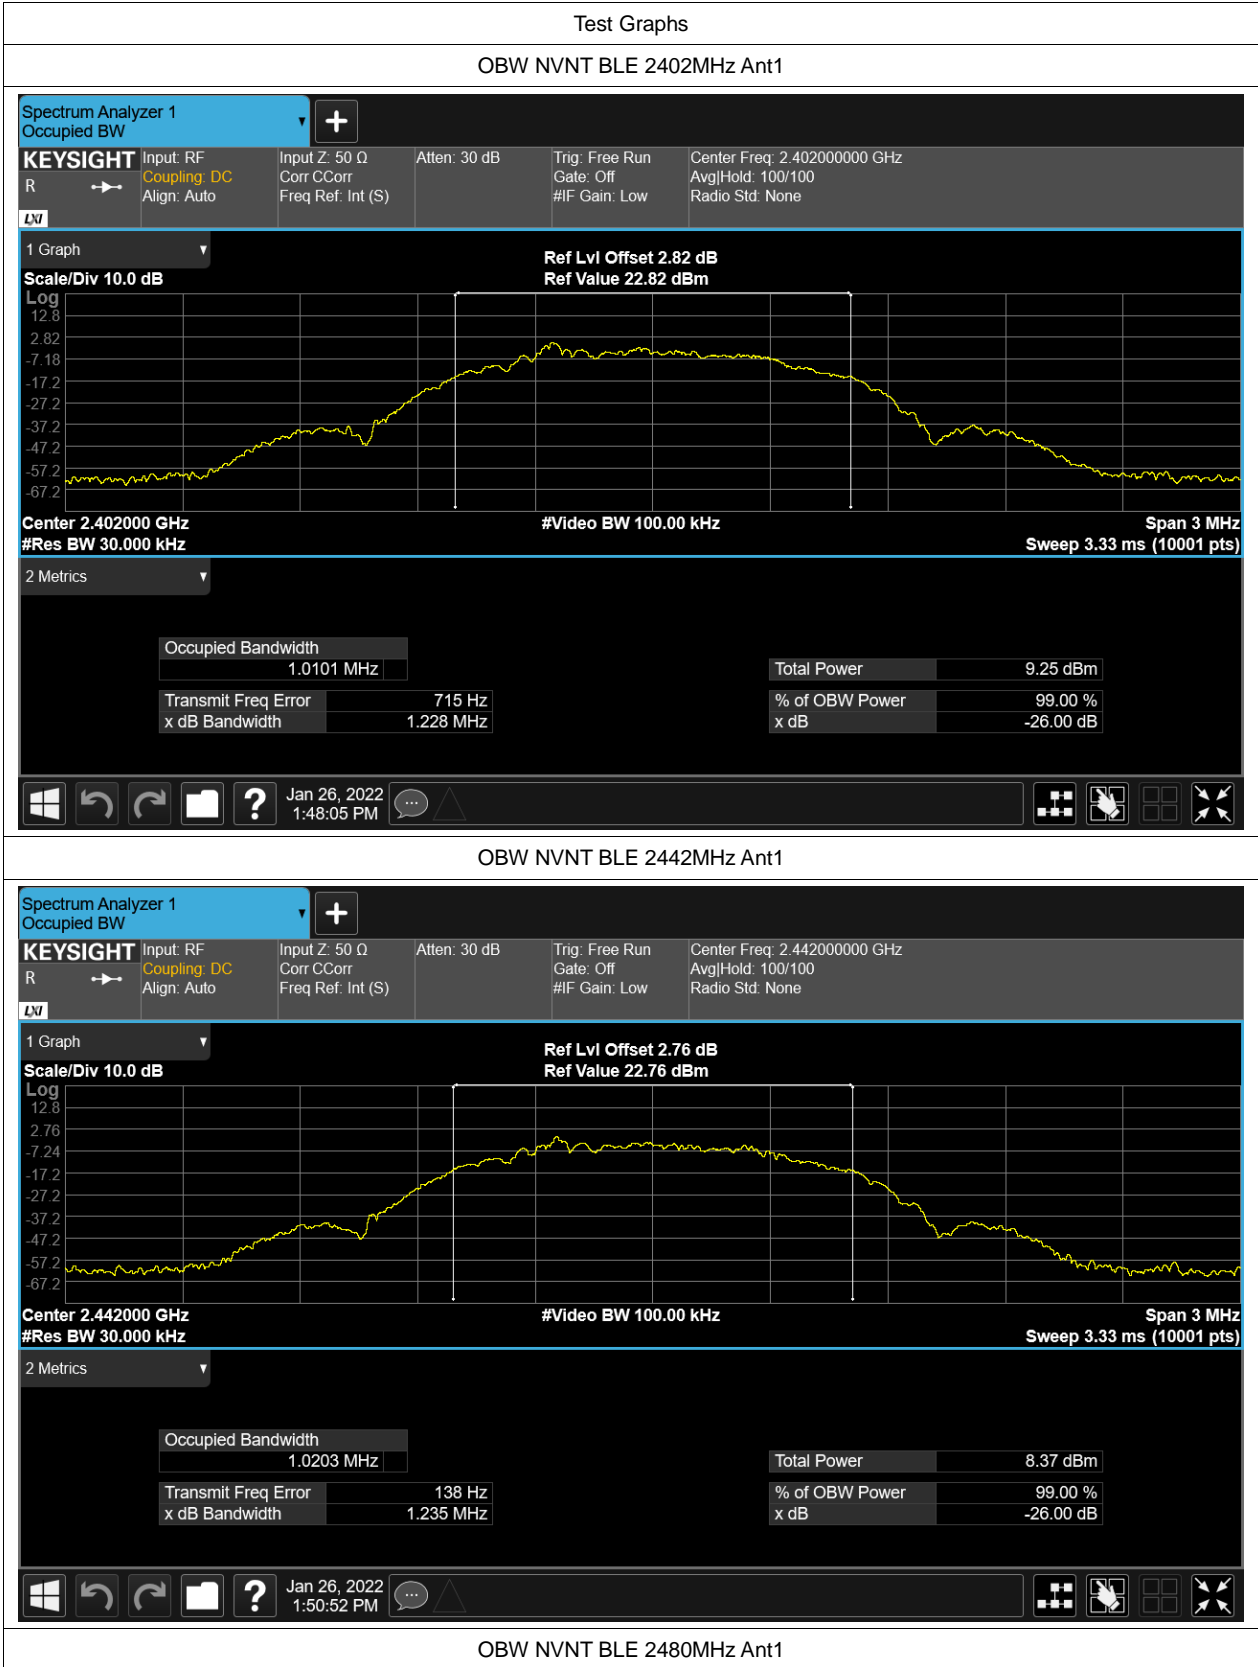 Test Graphs
OBW NVNT BLE 2402MHz Ant1
Spectrum Analyzer 1
Occupied BW
KEYSIGHT
R
LXI
Input: RF
Coupling: DC
Align: Auto
Input Z: 50 Ω
Corr CCorr
Freq Ref: Int (S)
Atten: 30 dB
Trig: Free Run
Gate: Off
#IF Gain: Low
Center Freq: 2.402000000 GHz
Avg|Hold: 100/100
Radio Std: None
1 Graph
Scale/Div 10.0 dB
Ref Lvl Offset 2.82 dB
Ref Value 22.82 dBm
Log
12.8
2.82
-7.18
-17.2
-27.2
-37.2
-47.2
-57.2
-67.2
Center 2.402000 GHz
#Video BW 100.00 kHz
Span 3 MHz
#Res BW 30.000 kHz
Sweep 3.33 ms (10001 pts)
2 Metrics
Occupied Bandwidth
1.0101 MHz
Total Power 9.25 dBm
Transmit Freq Error 715 Hz
% of OBW Power 99.00 %
x dB Bandwidth 1.228 MHz
x dB -26.00 dB
?
Jan 26, 2022
1:48:05 PM
OBW NVNT BLE 2442MHz Ant1
Spectrum Analyzer 1
Occupied BW
KEYSIGHT
R
LXI
Input: RF
Coupling: DC
Align: Auto
Input Z: 50 Ω
Corr CCorr
Freq Ref: Int (S)
Atten: 30 dB
Trig: Free Run
Gate: Off
#IF Gain: Low
Center Freq: 2.442000000 GHz
Avg|Hold: 100/100
Radio Std: None
1 Graph
Scale/Div 10.0 dB
Ref Lvl Offset 2.76 dB
Ref Value 22.76 dBm
Log
12.8
2.76
-7.24
-17.2
-27.2
-37.2
-47.2
-57.2
-67.2
Center 2.442000 GHz
#Video BW 100.00 kHz
Span 3 MHz
#Res BW 30.000 kHz
Sweep 3.33 ms (10001 pts)
2 Metrics
Occupied Bandwidth
1.0203 MHz
Total Power 8.37 dBm
Transmit Freq Error 138 Hz
% of OBW Power 99.00 %
x dB Bandwidth 1.235 MHz
x dB -26.00 dB
?
Jan 26, 2022
1:50:52 PM
OBW NVNT BLE 2480MHz Ant1